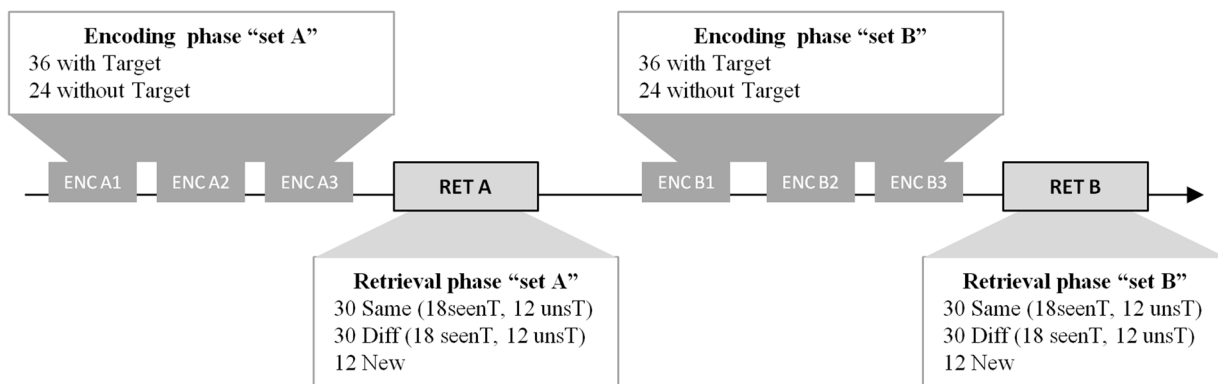 Encoding phase “set A”
36 with Target
24 without Target
Encoding phase “set B”
36 with Target
24 without Target
ENC A1
ENC A2
ENC A3
RET A
ENC B1
ENC B2
ENC B3
RET B
Retrieval phase “set A”
30 Same (18seenT, 12 unsT)
30 Diff (18 seenT, 12 unsT)
12 New
Retrieval phase “set B”
30 Same (18seenT, 12 unsT)
30 Diff (18 seenT, 12 unsT)
12 New